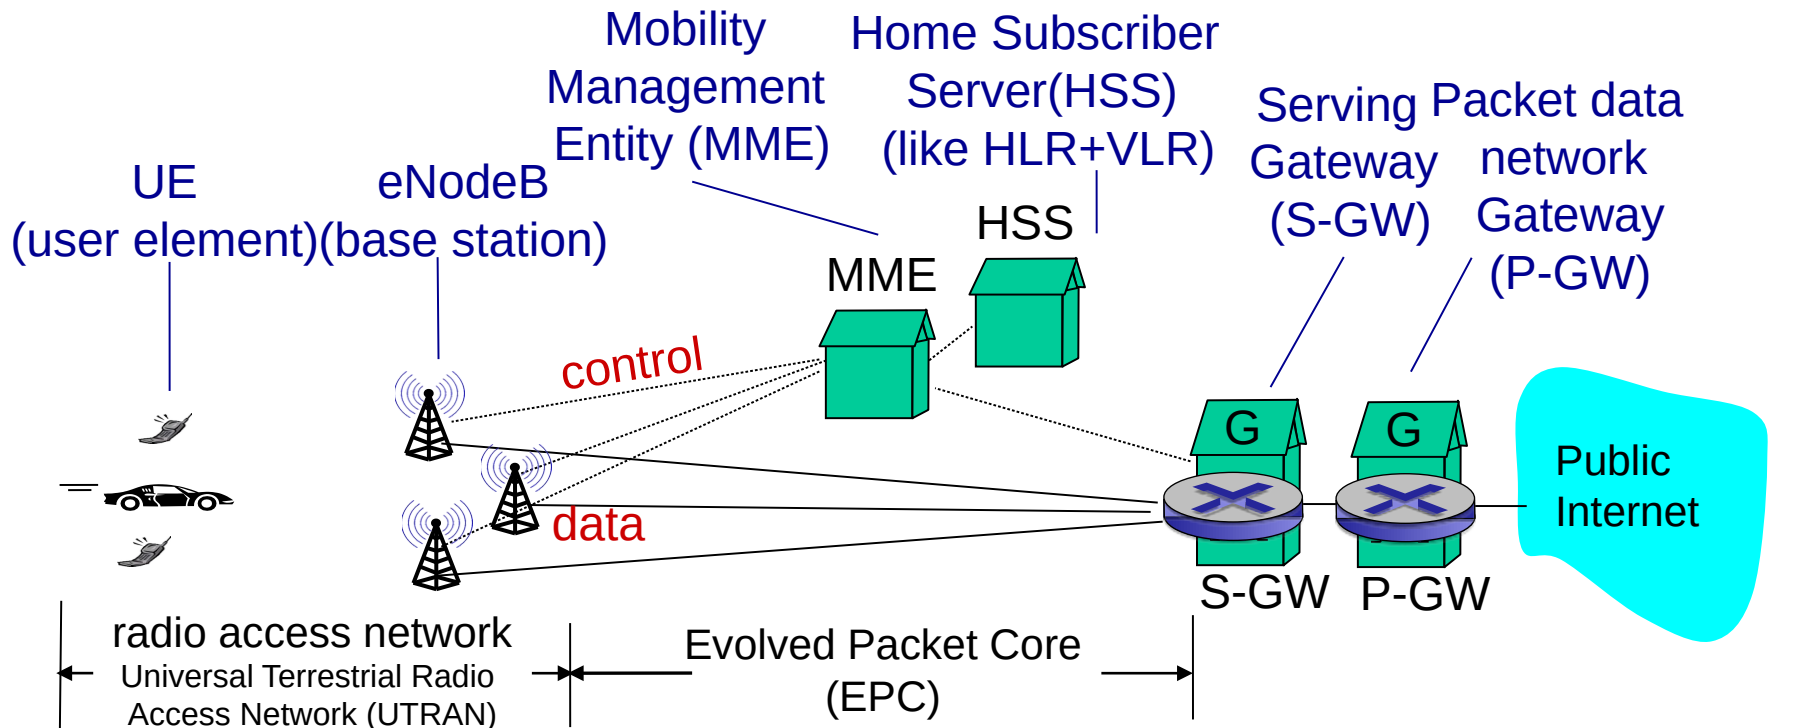 Mobility
Management
Entity (MME)
Home Subscriber
Server(HSS)
(like HLR+VLR)
Serving
Gateway
(S-GW)
Packet data
network
Gateway
(P-GW)
UE
(user element)
eNodeB
(base station)
HSS
MME
control
data
G
G
Public
Internet
S-GW
P-GW
radio access network
Universal Terrestrial Radio
Access Network (UTRAN)
Evolved Packet Core
(EPC)